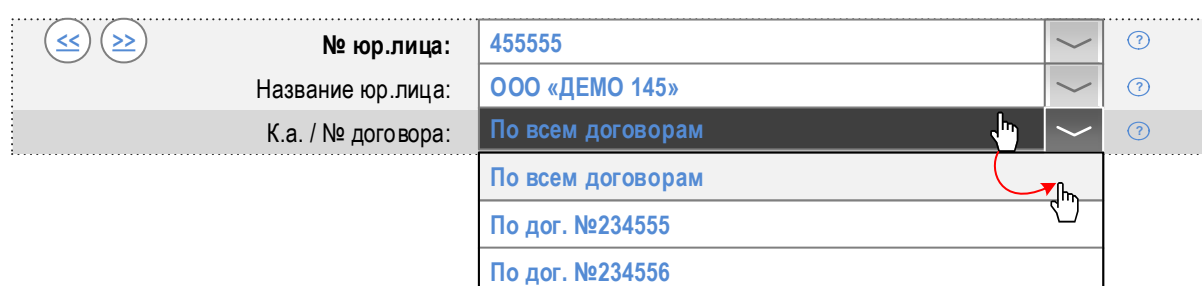 << >> № юр.лица: 455555 ?
Название юр.лица: ООО «ДЕМО 145» ?
К.а. / № договора: По всем договорам ?
По всем договорам
По дог. №234555
По дог. №234556